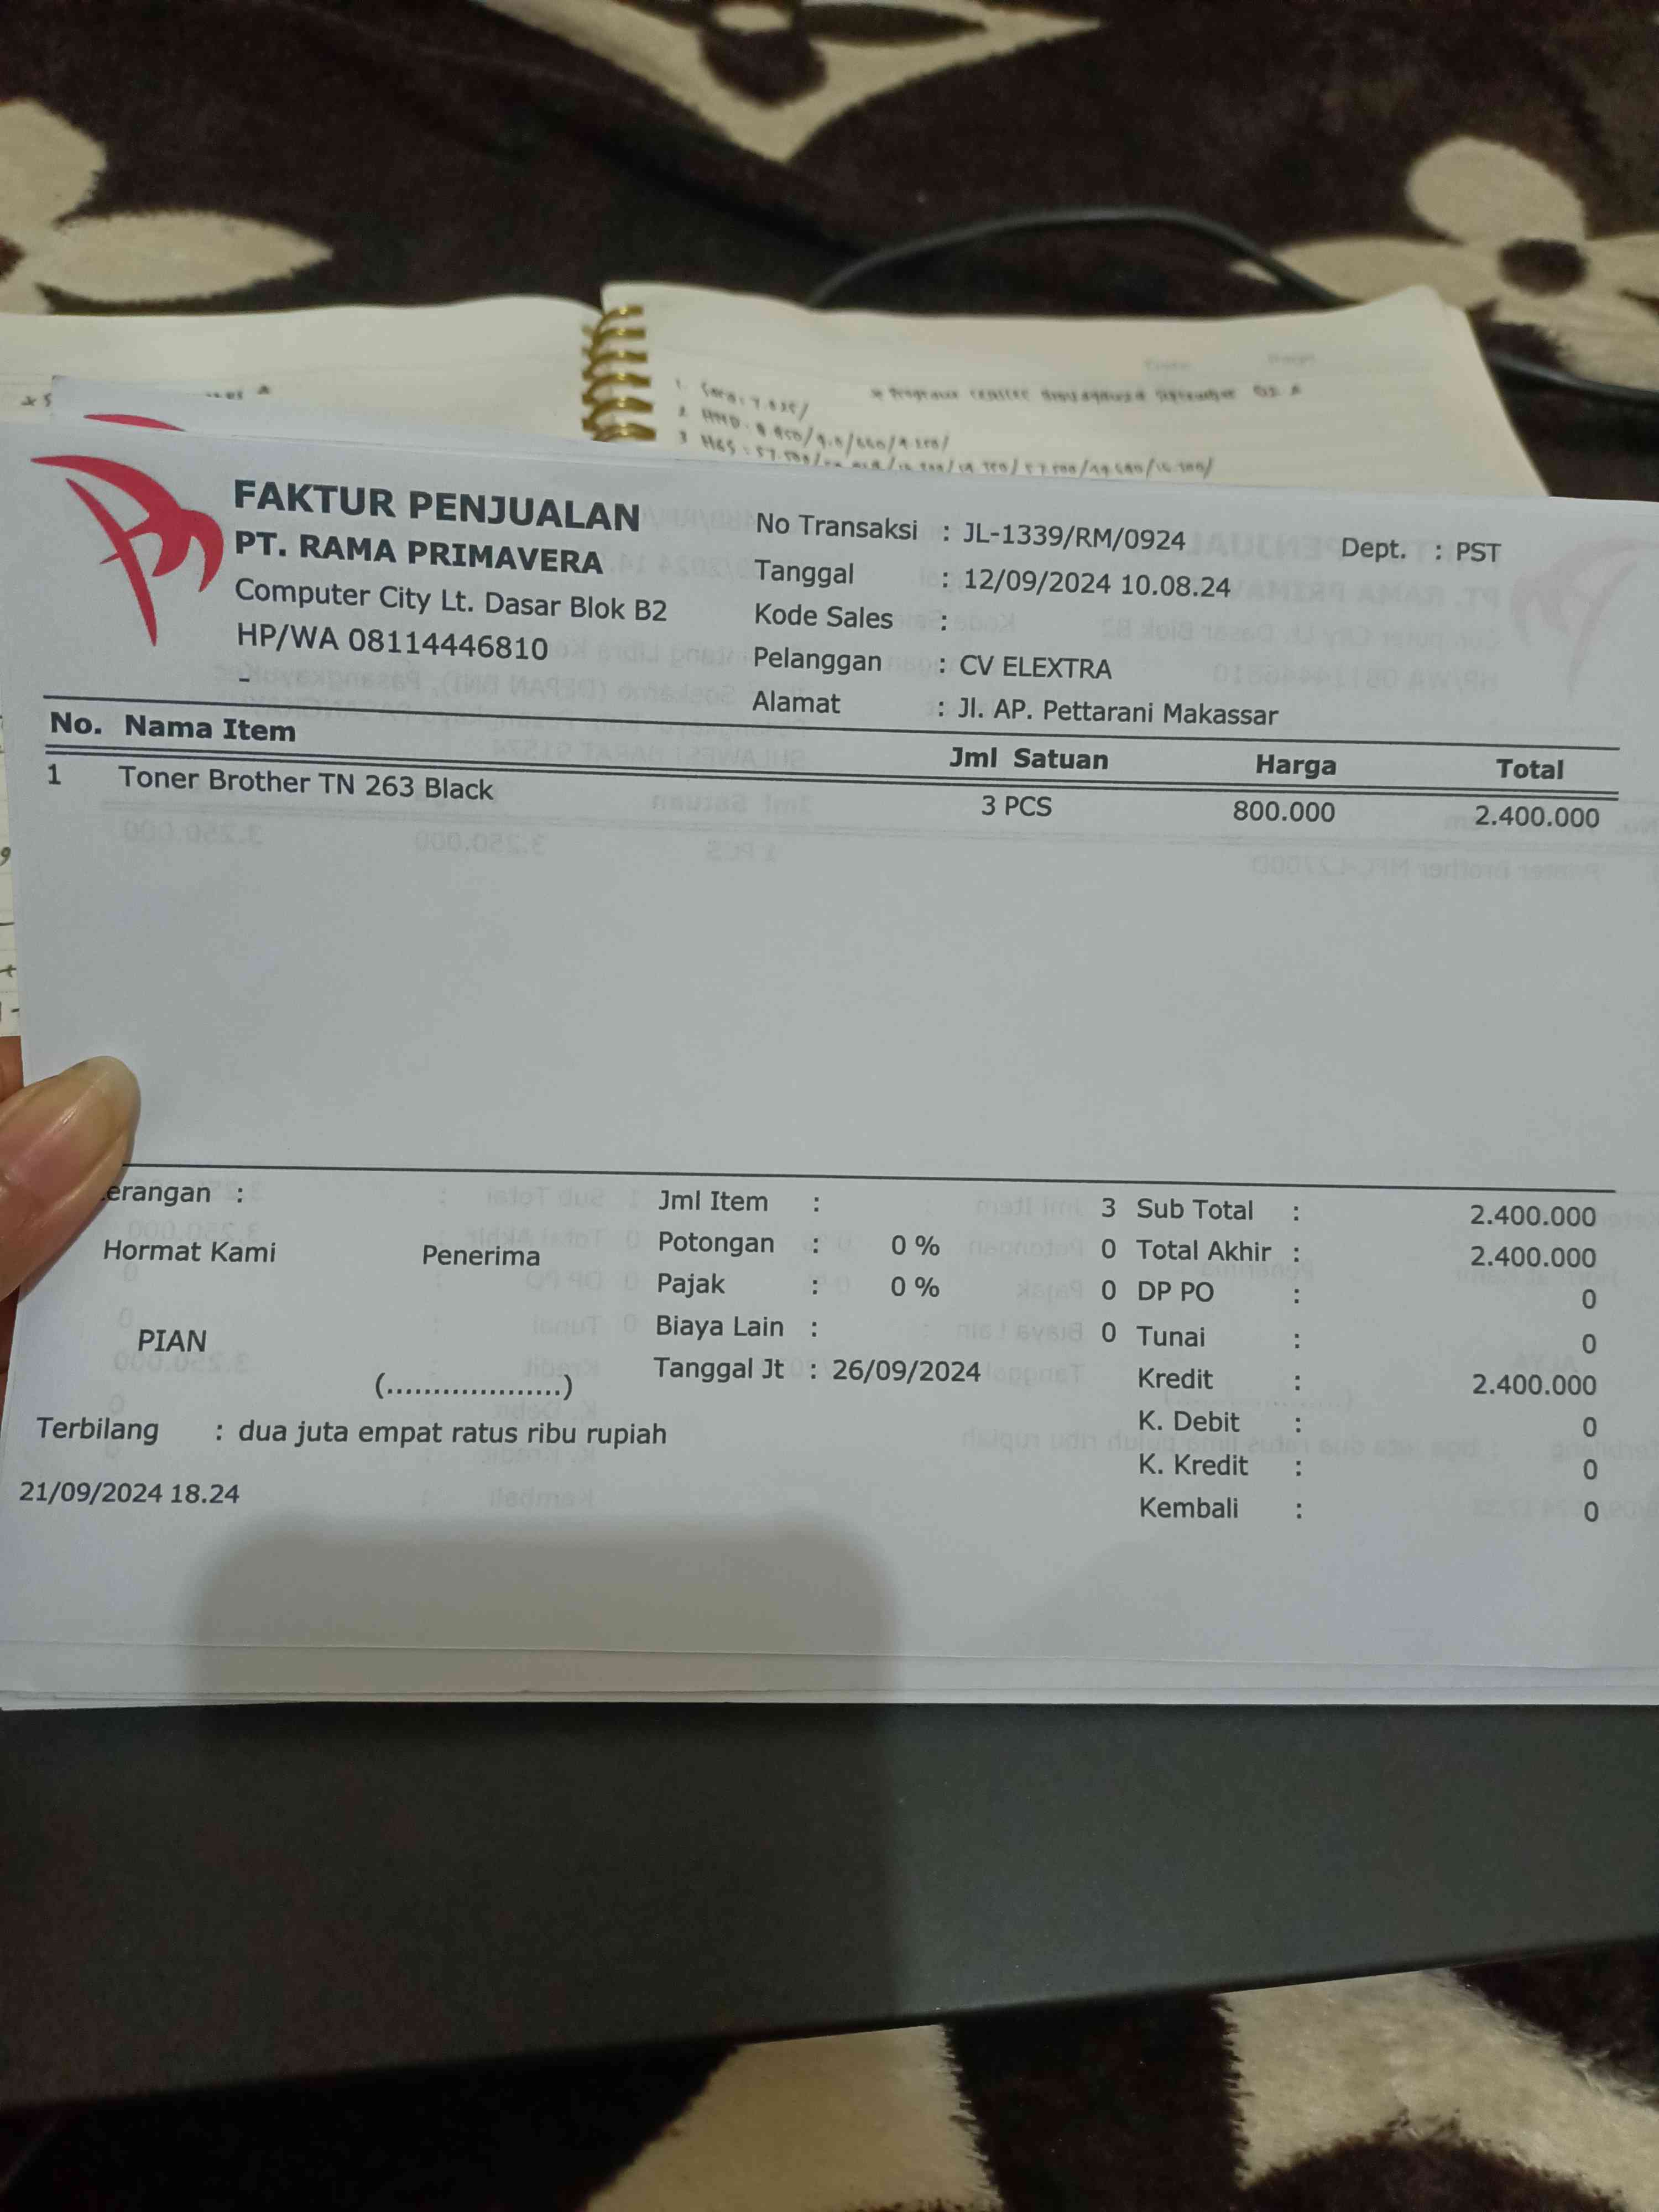 FAKTUR PENJUALAN
PT. RAMA PRIMAVERA
Computer City Lt. Dasar Blok B2
HP/WA 08114446810
-
No Transaksi : JL-1339/RM/0924
Dept. : PST
Tanggal : 12/09/2024 10.08.24
Kode Sales :
Pelanggan : CV ELEXTRA
Alamat : Jl. AP. Pettarani Makassar
No. Nama Item Jml Satuan Harga Total
1 Toner Brother TN 263 Black 3 PCS 800.000 2.400.000
erangan :
Hormat Kami Penerima
PIAN
(...................)
Jml Item : 3
Potongan : 0 % 0
Pajak : 0 % 0
Biaya Lain : 0
Tanggal Jt : 26/09/2024
Sub Total : 2.400.000
Total Akhir : 2.400.000
DP PO : 0
Tunai : 0
Kredit : 2.400.000
K. Debit : 0
K. Kredit : 0
Kembali : 0
Terbilang : dua juta empat ratus ribu rupiah
21/09/2024 18.24